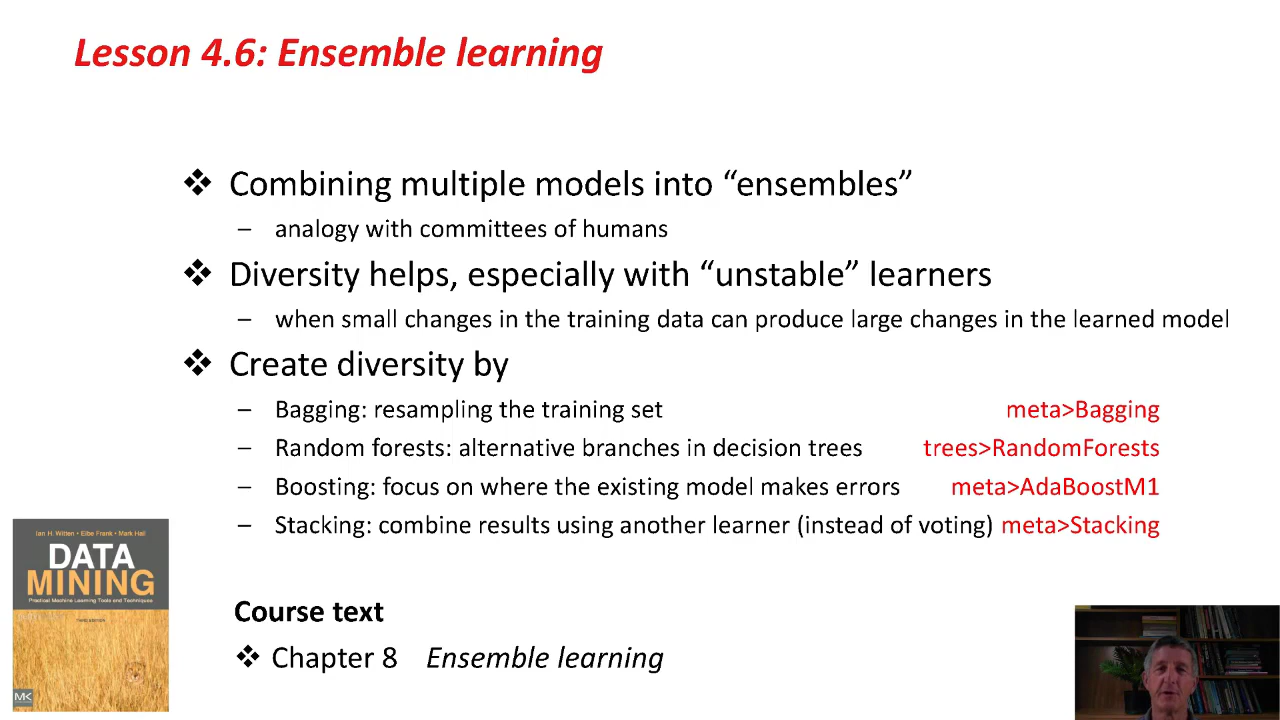 Lesson 4.6: Ensemble learning
❖ Combining multiple models into “ensembles”
– analogy with committees of humans
❖ Diversity helps, especially with “unstable” learners
– when small changes in the training data can produce large changes in the learned model
❖ Create diversity by
– Bagging: resampling the training set meta>Bagging
– Random forests: alternative branches in decision trees trees>RandomForests
– Boosting: focus on where the existing model makes errors meta>AdaBoostM1
– Stacking: combine results using another learner (instead of voting) meta>Stacking
Ian H. Witten • Eibe Frank • Mark Hall
DATA
MINING
Practical Machine Learning Tools and Techniques
THIRD EDITION
MK
Course text
❖ Chapter 8 Ensemble learning